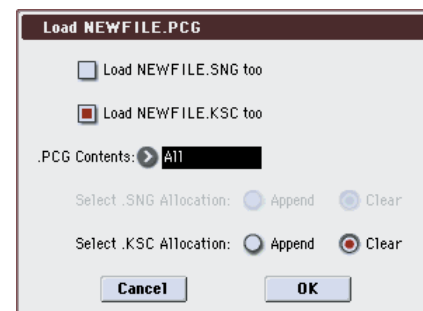 Load NEWFILE.PCG
Load NEWFILE.SNG too
Load NEWFILE.KSC too
.PCG Contents: All
Select .SNG Allocation: Append Clear
Select .KSC Allocation: Append Clear
Cancel OK